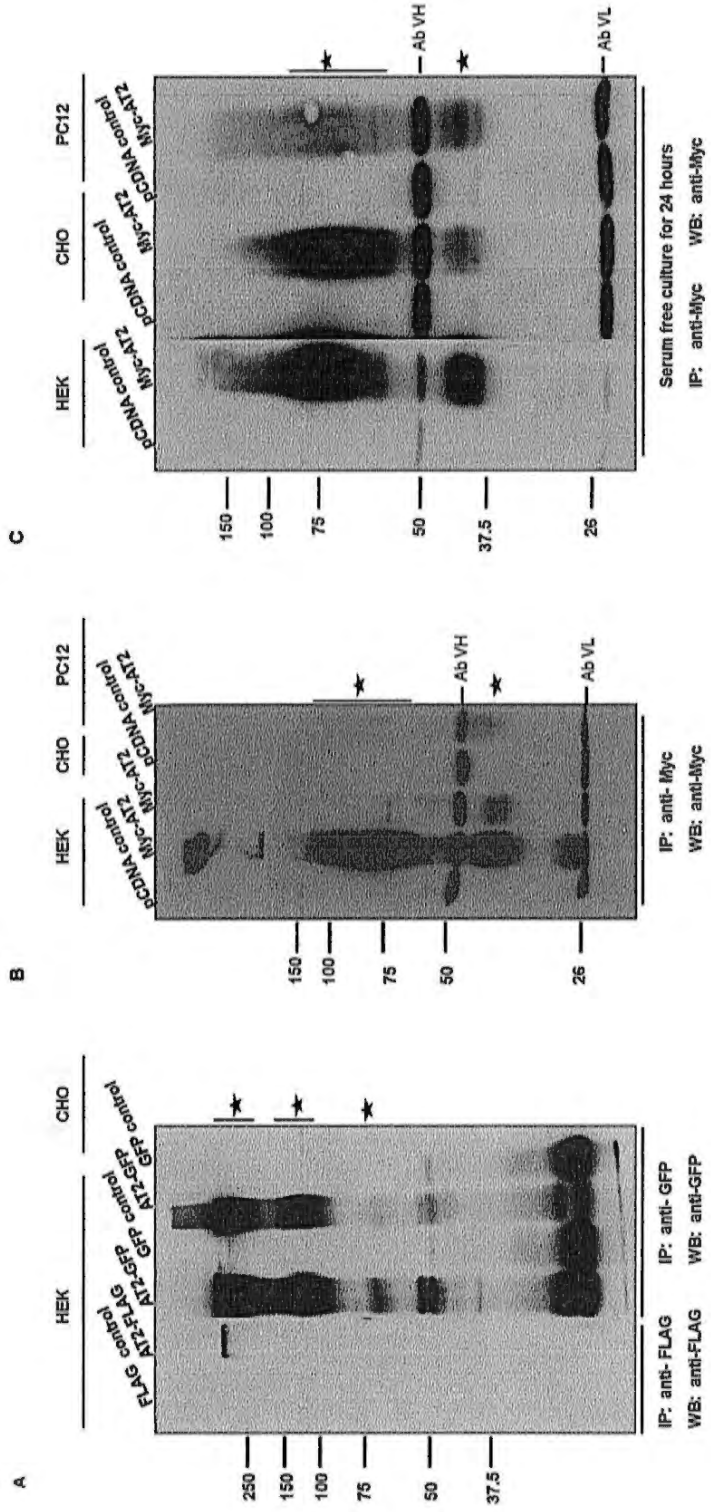 A
HEK CHO
FLAG control
AT2-FLAG
AT2-GFP
GFP control
AT2-GFP
GFP control
250
150
100
75
50
37.5
IP: anti-FLAG IP: anti-GFP
WB: anti-FLAG WB: anti-GFP
B
HEK CHO PC12
pCDNA control
Myc-AT2
Myc-AT2
pCDNA control
Myc-AT2
150
100
75
50
26
Ab VH
Ab VL
IP: anti- Myc
WB: anti-Myc
C
HEK CHO PC12
pCDNA control
Myc-AT2
pCDNA control
Myc-AT2
pCDNA control
Myc-AT2
150
100
75
50
37.5
26
Ab VH
Ab VL
Serum free culture for 24 hours
IP: anti-Myc WB: anti-Myc